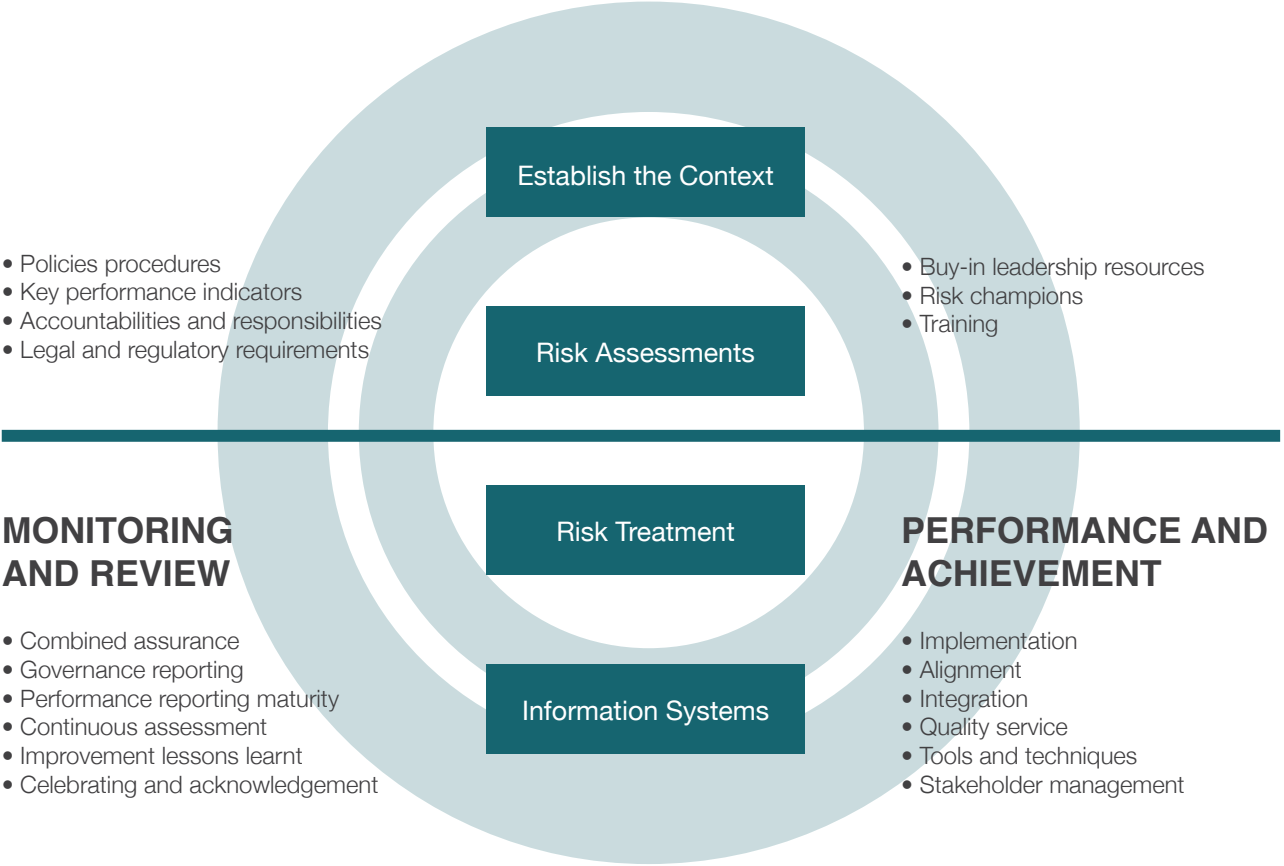 Establish the Context
• Policies procedures
• Key performance indicators
• Accountabilities and responsibilities
• Legal and regulatory requirements
• Buy-in leadership resources
• Risk champions
• Training
Risk Assessments
Risk Treatment
MONITORING
AND REVIEW
• Combined assurance
• Governance reporting
• Performance reporting maturity
• Continuous assessment
• Improvement lessons learnt
• Celebrating and acknowledgement
PERFORMANCE AND
ACHIEVEMENT
• Implementation
• Alignment
• Integration
• Quality service
• Tools and techniques
• Stakeholder management
Information Systems